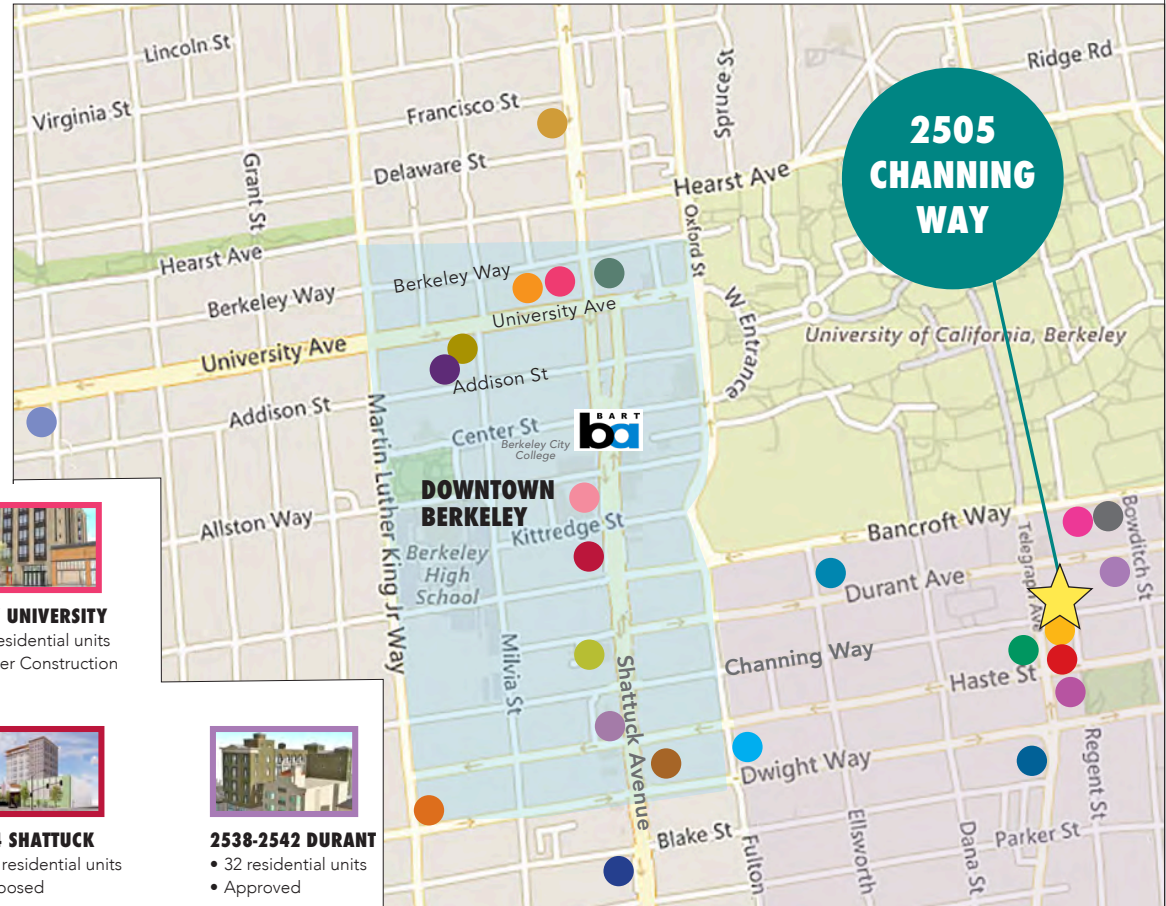 Lincoln St
Ridge Rd
Spruce St
Virginia St
Francisco St
2505
CHANNING
WAY
Delaware St
Grant St
Hearst Ave
Oxford St
Hearst Ave
Berkeley Way
Berkeley Way
University Ave
W Entrance
University of California, Berkeley
University Ave
Addison St
Addison St
Martin Luther King Jr Way
Center St
BART
ba
Berkeley City
College
DOWNTOWN
BERKELEY
Allston Way
Kittredge St
Bancroft Way
Bowditch St
Telegraph Ave
Berkeley
High
School
Durant Ave
Milvia St
Channing Way
Shattuck Avenue
Haste St
Regent St
Dwight Way
Blake St
Fulton
Ellsworth
Dana St
Parker St
UNIVERSITY
residential units
Construction
SHATTUCK
residential units
2538-2542 DURANT
• 32 residential units
• Approved